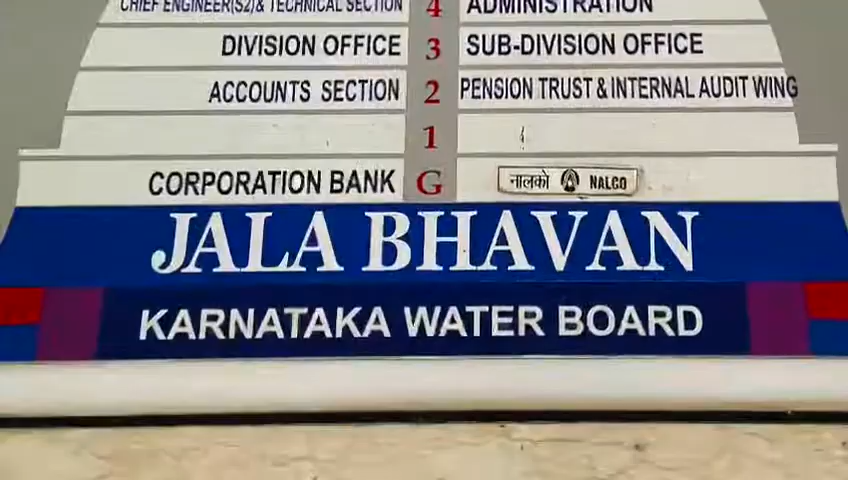 CHIEF ENGINEER(S2)& TECHNICAL SECTION 4 ADMINISTRATION
DIVISION OFFICE 3 SUB-DIVISION OFFICE
ACCOUNTS SECTION 2 PENSION TRUST & INTERNAL AUDIT WING
1
CORPORATION BANK G नालको NALCO
JALA BHAVAN
KARNATAKA WATER BOARD